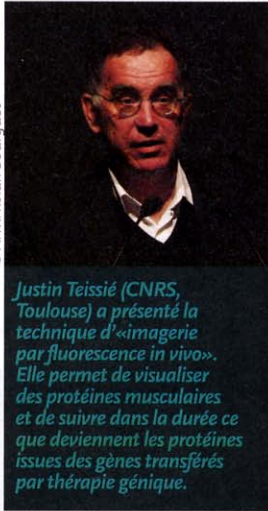 Justin Teissié (CNRS,
Toulouse) a présenté la
technique d’«imagerie
par fluorescence in vivo».
Elle permet de visualiser
des protéines musculaires
et de suivre dans la durée ce
que deviennent les protéines
issues des gènes transférés
par thérapie génique.